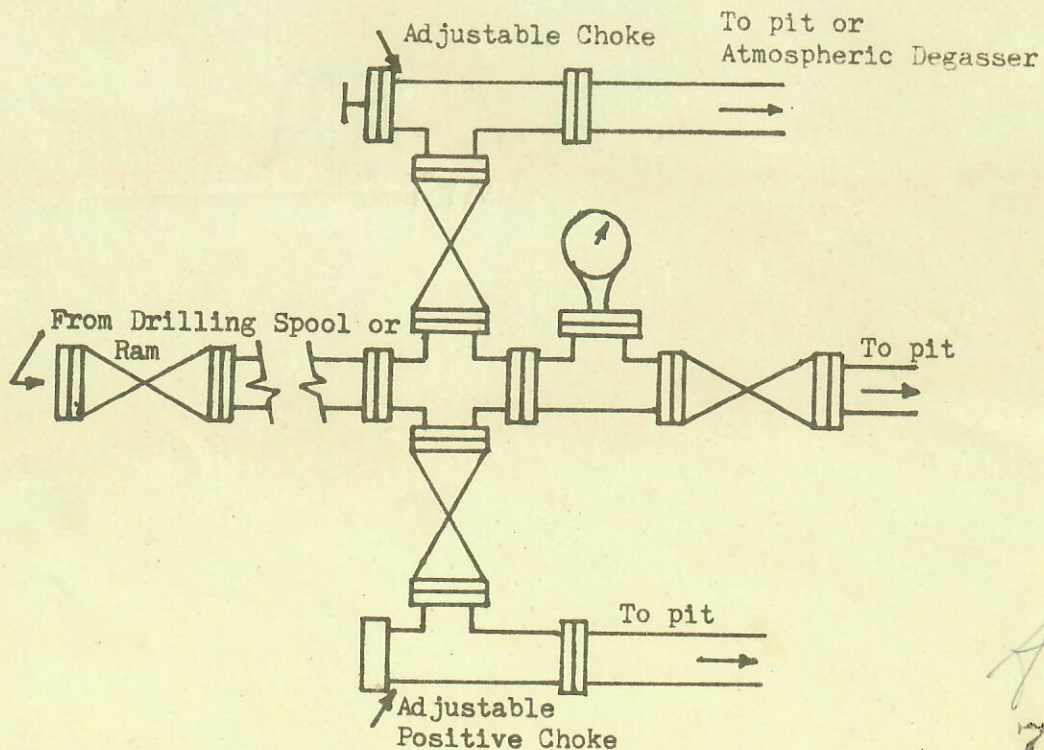 Adjustable Choke
To pit or
Atmospheric Degasser
From Drilling Spool or
Ram
To pit
To pit
Adjustable
Positive Choke